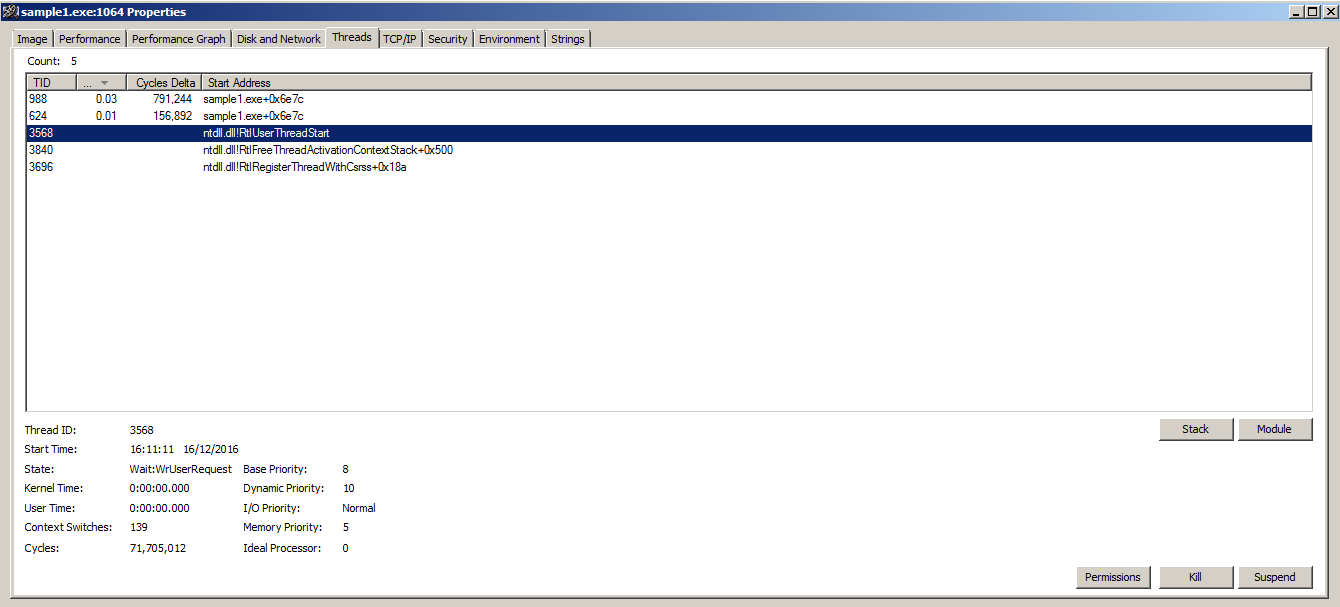 sample1.exe:1064 Properties
Image Performance Performance Graph Disk and Network Threads TCP/IP Security Environment Strings
Count: 5
TID ... Cycles Delta Start Address
988 0.03 791,244 sample1.exe+0x6e7c
624 0.01 156,892 sample1.exe+0x6e7c
3568 ntdll.dll!RtlUserThreadStart
3840 ntdll.dll!RtlFreeThreadActivationContextStack+0x500
3696 ntdll.dll!RtlRegisterThreadWithCsrss+0x18a
Thread ID: 3568 Stack Module
Start Time: 16:11:11 16/12/2016
State: Wait:WrUserRequest Base Priority: 8
Kernel Time: 0:00:00.000 Dynamic Priority: 10
User Time: 0:00:00.000 I/O Priority: Normal
Context Switches: 139 Memory Priority: 5
Cycles: 71,705,012 Ideal Processor: 0
Permissions Kill Suspend